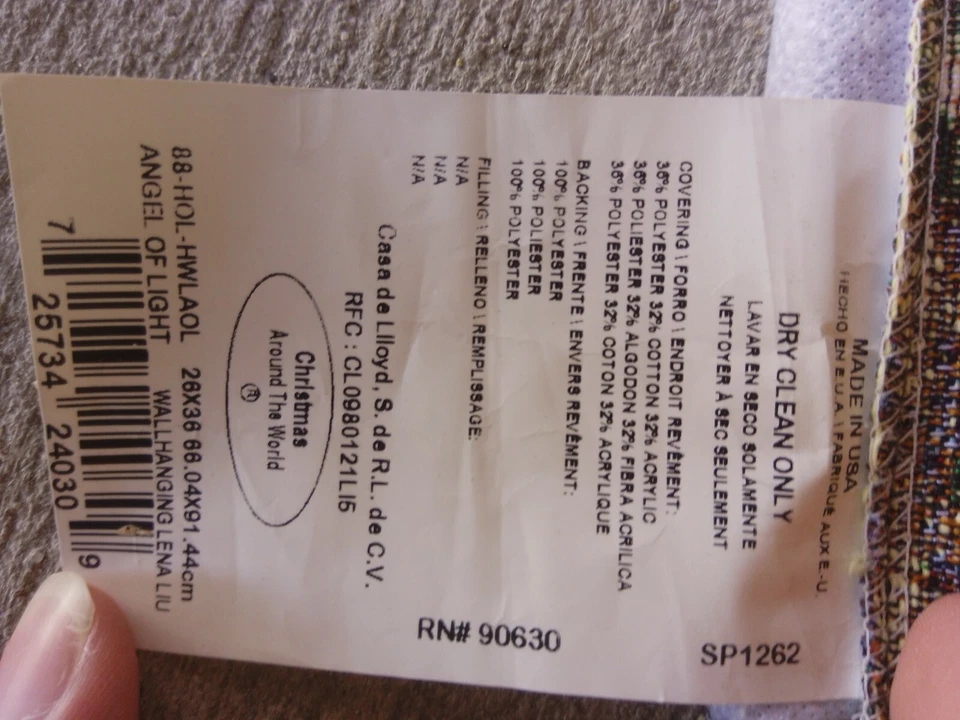 MADE IN USA
HECHO EN E.U.A. \ FABRIQUÉ AUX E.-U.
DRY CLEAN ONLY
LAVAR EN SECO SOLAMENTE
NETTOYER À SEC SEULEMENT
SP1262
COVERING \ FORRO \ ENDROIT REVÊMENT:
36% POLYESTER 32% COTTON 32% ACRYLIC
36% POLIESTER 32% ALGODON 32% FIBRA ACRILICA
36% POLYESTER 32% COTON 32% ACRYLIQUE
BACKING \ FRENTE \ ENVERS REVÊMENT:
100% POLYESTER
100% POLIESTER
100% POLYESTER
FILLING \ RELLENO \ REMPLISSAGE:
N/A
N/A
N/A
RN# 90630
Casa de Lloyd, S. de R.L. de C.V.
RFC : CL0980121LI5
Christmas
Around The World
®
88-HOL-HWLAOL 26X36 66.04X91.44cm
ANGEL OF LIGHT WALLHANGING LENA LIU
7 25734 24030 9